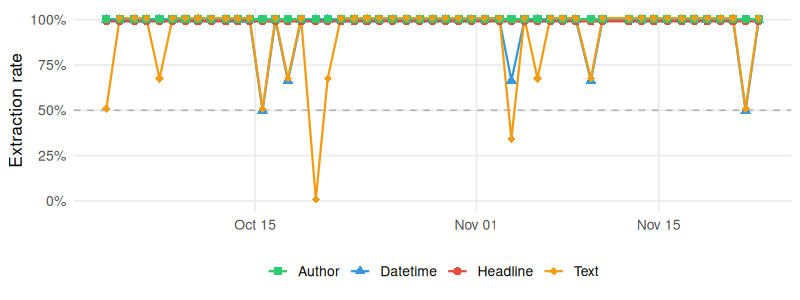 100%
75%
50%
25%
0%
Extraction rate
Oct 15 Nov 01 Nov 15
Author Datetime Headline Text